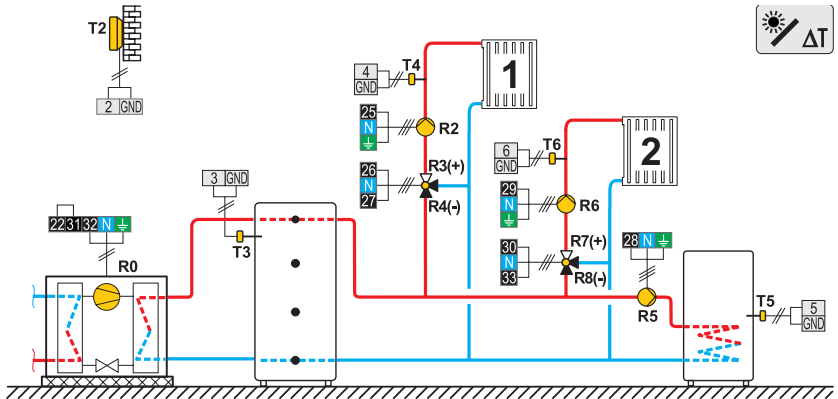 T2
2 GND
ΔT
T4
4
GND
1
25
N
R2
26
N
27
R3(+)
R4(-)
T6
6
GND
2
29
N
R6
30
N
33
R7(+)
R8(-)
3 GND
T3
22 31 32 N
R0
28 N
R5
T5
5
GND